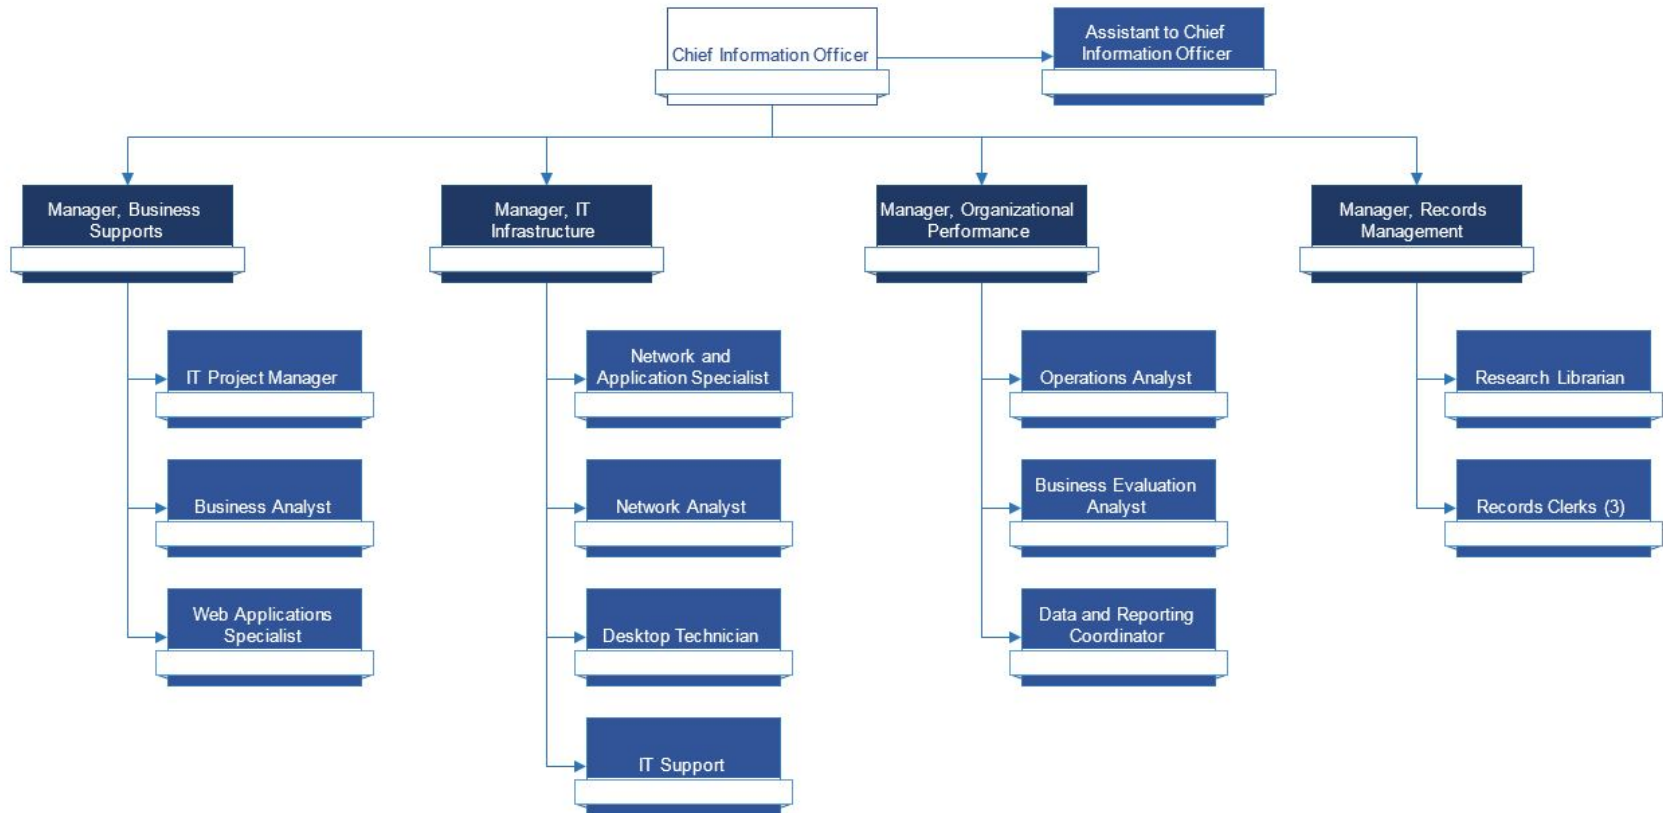 Chief Information Officer
Assistant to Chief
Information Officer
Manager, Business
Supports
Manager, IT
Infrastructure
Manager, Organizational
Performance
Manager, Records
Management
IT Project Manager
Business Analyst
Web Applications
Specialist
Network and
Application Specialist
Network Analyst
Desktop Technician
IT Support
Operations Analyst
Business Evaluation
Analyst
Data and Reporting
Coordinator
Research Librarian
Records Clerks (3)